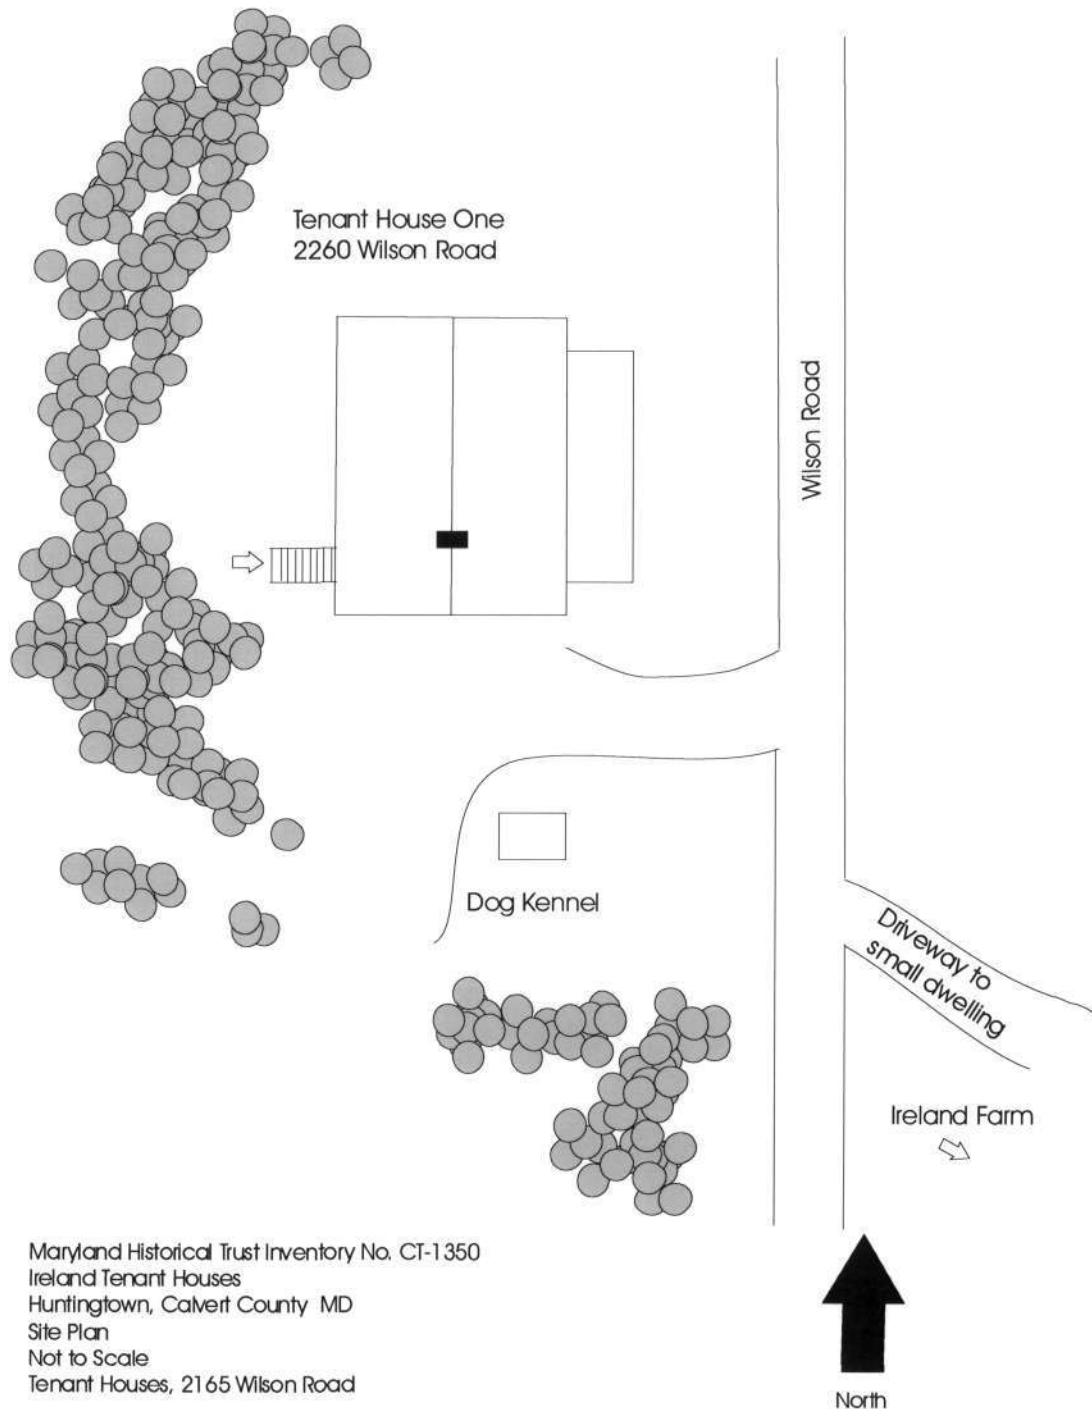 Tenant House One
2260 Wilson Road
Wilson Road
Dog Kennel
Driveway to
small dwelling
Ireland Farm
Maryland Historical Trust Inventory No. CT-1350
Ireland Tenant Houses
Huntingtown, Calvert County MD
Site Plan
Not to Scale
Tenant Houses, 2165 Wilson Road
North